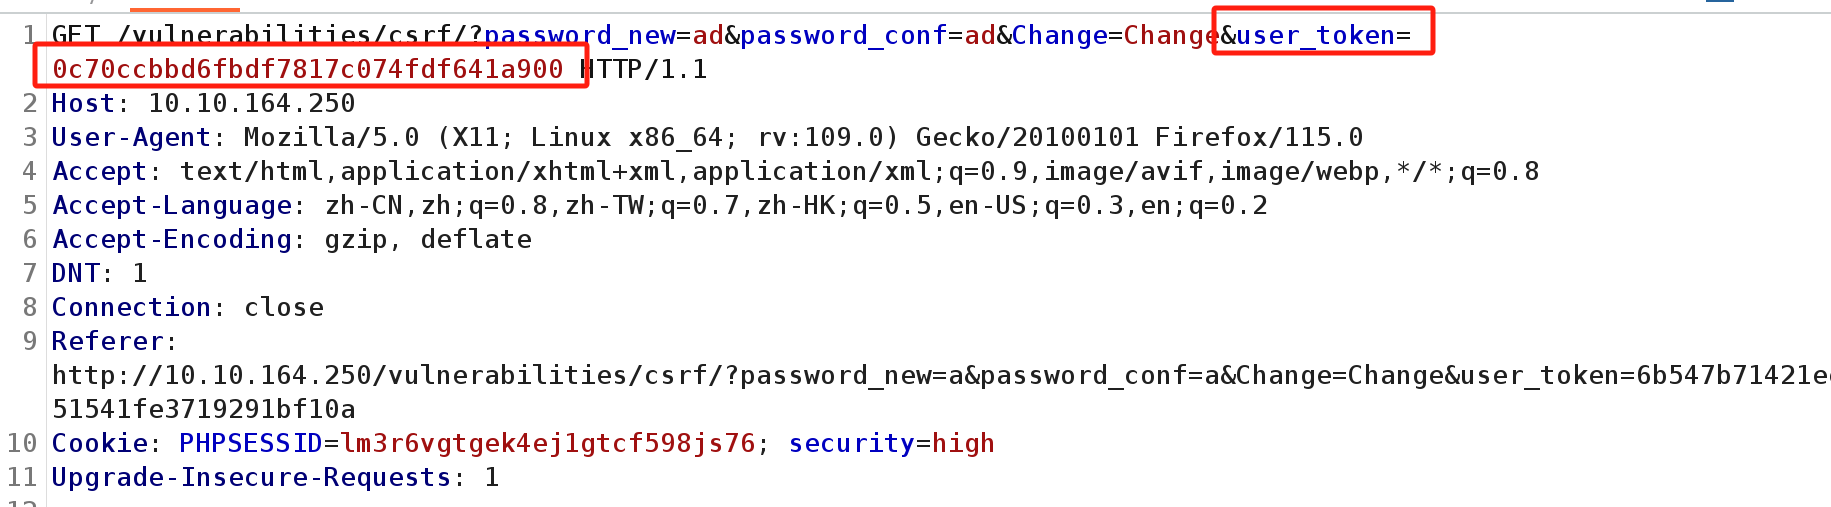 1 GET /vulnerabilities/csrf/?password_new=ad&password_conf=ad&Change=Change&user_token=
0c70ccbbd6fbdf7817c074fdf641a900 HTTP/1.1
2 Host: 10.10.164.250
3 User-Agent: Mozilla/5.0 (X11; Linux x86_64; rv:109.0) Gecko/20100101 Firefox/115.0
4 Accept: text/html,application/xhtml+xml,application/xml;q=0.9,image/avif,image/webp,*/*;q=0.8
5 Accept-Language: zh-CN,zh;q=0.8,zh-TW;q=0.7,zh-HK;q=0.5,en-US;q=0.3,en;q=0.2
6 Accept-Encoding: gzip, deflate
7 DNT: 1
8 Connection: close
9 Referer:
http://10.10.164.250/vulnerabilities/csrf/?password_new=a&password_conf=a&Change=Change&user_token=6b547b71421e
51541fe3719291bf10a
10 Cookie: PHPSESSID=lm3r6vgtgek4ej1gtcf598js76; security=high
11 Upgrade-Insecure-Requests: 1
12